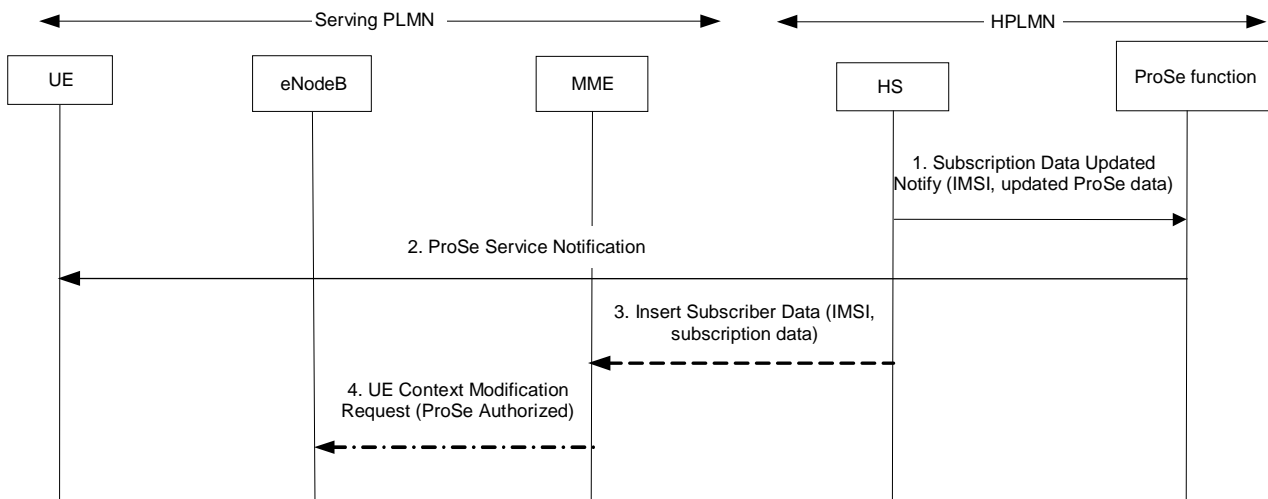 Serving PLMN
HPLMN
UE
eNodeB
MME
HS
ProSe function
1. Subscription Data Updated
Notify (IMSI, updated ProSe data)
2. ProSe Service Notification
3. Insert Subscriber Data (IMSI,
subscription data)
4. UE Context Modification
Request (ProSe Authorized)